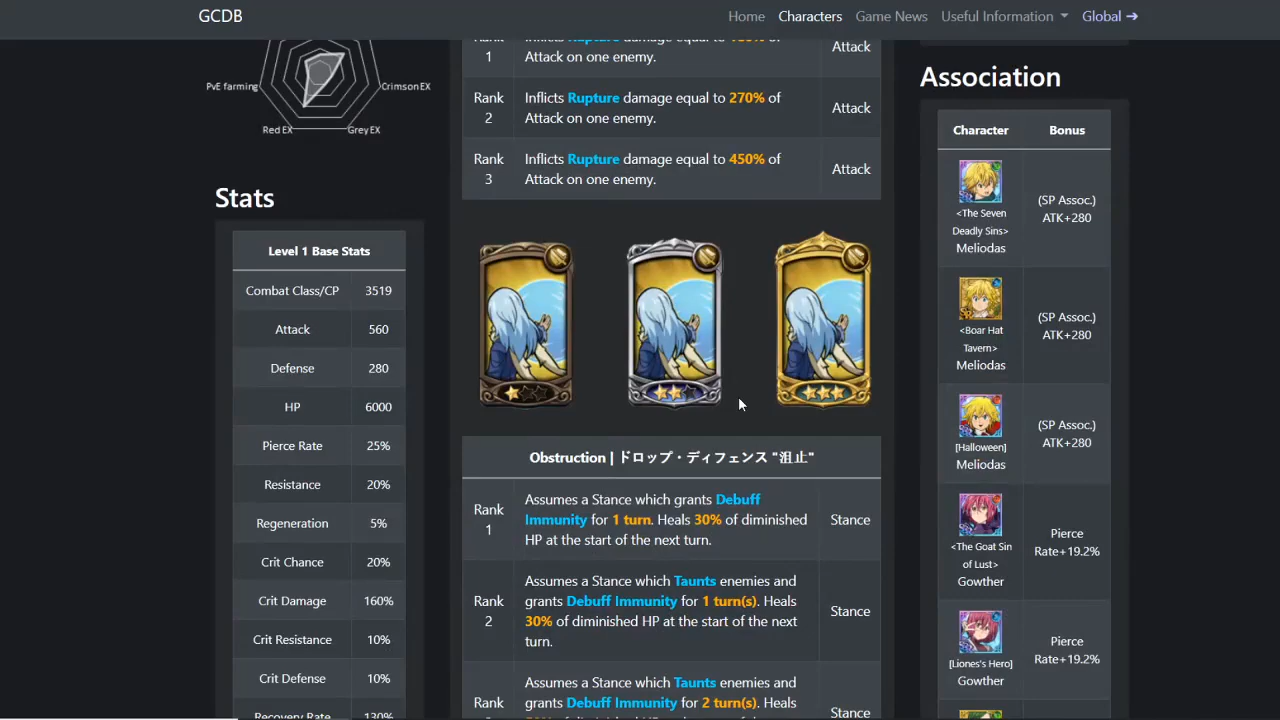 GCDB
Home
Characters
Game News
Useful Information
Global ➔
PvE farming
Crimson EX
Red EX
Grey EX
Stats
Level 1 Base Stats
Combat Class/CP 3519
Attack 560
Defense 280
HP 6000
Pierce Rate 25%
Resistance 20%
Regeneration 5%
Crit Chance 20%
Crit Damage 160%
Crit Resistance 10%
Crit Defense 10%
Recovery Rate 130%
Rank
1
Attack on one enemy.
Attack
Rank
2
Inflicts Rupture damage equal to 270% of
Attack on one enemy.
Attack
Rank
3
Inflicts Rupture damage equal to 450% of
Attack on one enemy.
Attack
Obstruction | ドロップ・ディフェンス "沮止"
Rank
1
Assumes a Stance which grants Debuff
Immunity for 1 turn. Heals 30% of diminished
HP at the start of the next turn.
Stance
Rank
2
Assumes a Stance which Taunts enemies and
grants Debuff Immunity for 1 turn(s). Heals
30% of diminished HP at the start of the next
turn.
Stance
Assumes a Stance which Taunts enemies and
grants Debuff Immunity for 2 turn(s). Heals
Rank
Stance
Association
Character
Bonus
<The Seven
Deadly Sins>
Meliodas
(SP Assoc.)
ATK+280
<Boar Hat
Tavern>
Meliodas
(SP Assoc.)
ATK+280
[Halloween]
Meliodas
(SP Assoc.)
ATK+280
<The Goat Sin
of Lust>
Gowther
Pierce
Rate+19.2%
[Liones's Hero]
Gowther
Pierce
Rate+19.2%